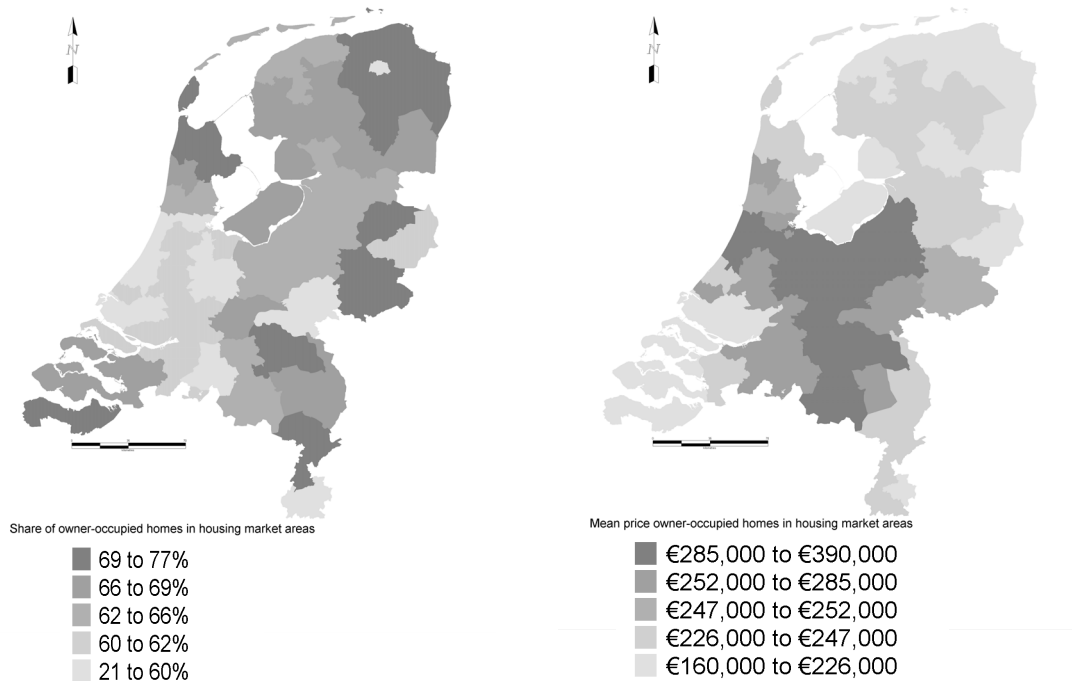 N
N
Share of owner-occupied homes in housing market areas
69 to 77%
66 to 69%
62 to 66%
60 to 62%
21 to 60%
Mean price owner-occupied homes in housing market areas
€285,000 to €390,000
€252,000 to €285,000
€247,000 to €252,000
€226,000 to €247,000
€160,000 to €226,000